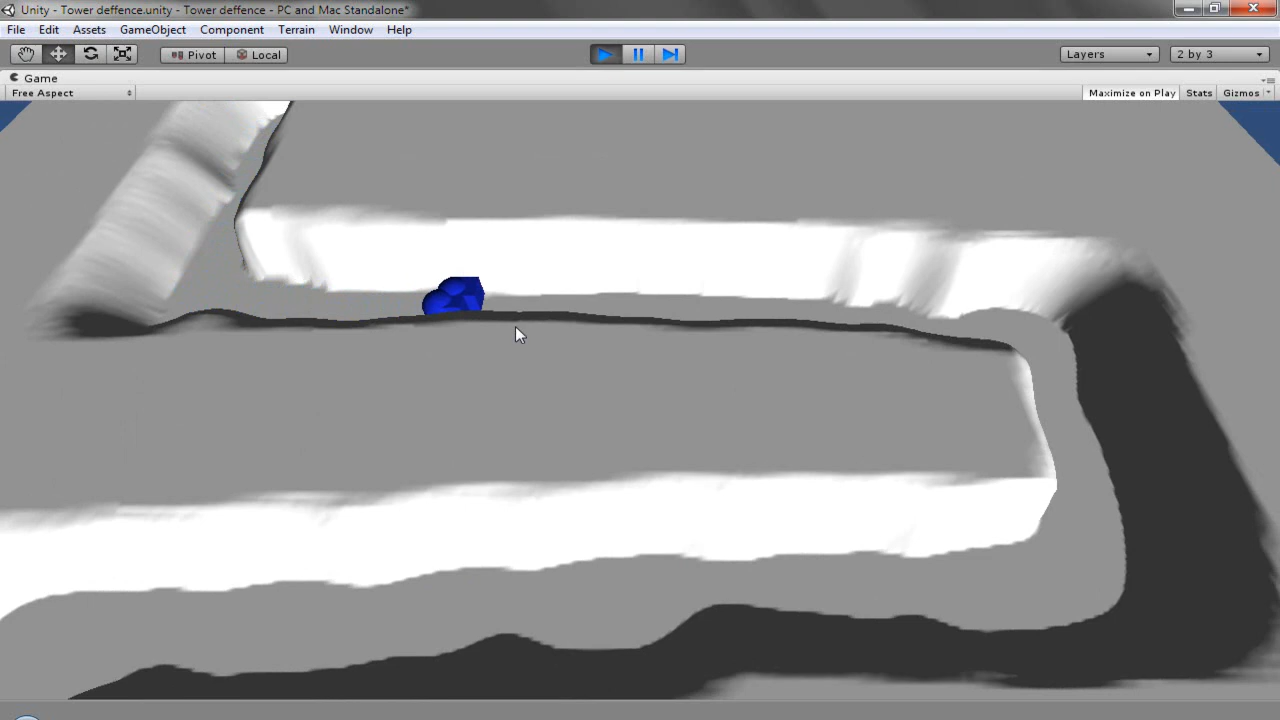 Unity - Tower deffence.unity - Tower deffence - PC and Mac Standalone*
File Edit Assets GameObject Component Terrain Window Help
Pivot Local Layers 2 by 3
Game
Free Aspect Maximize on Play Stats Gizmos